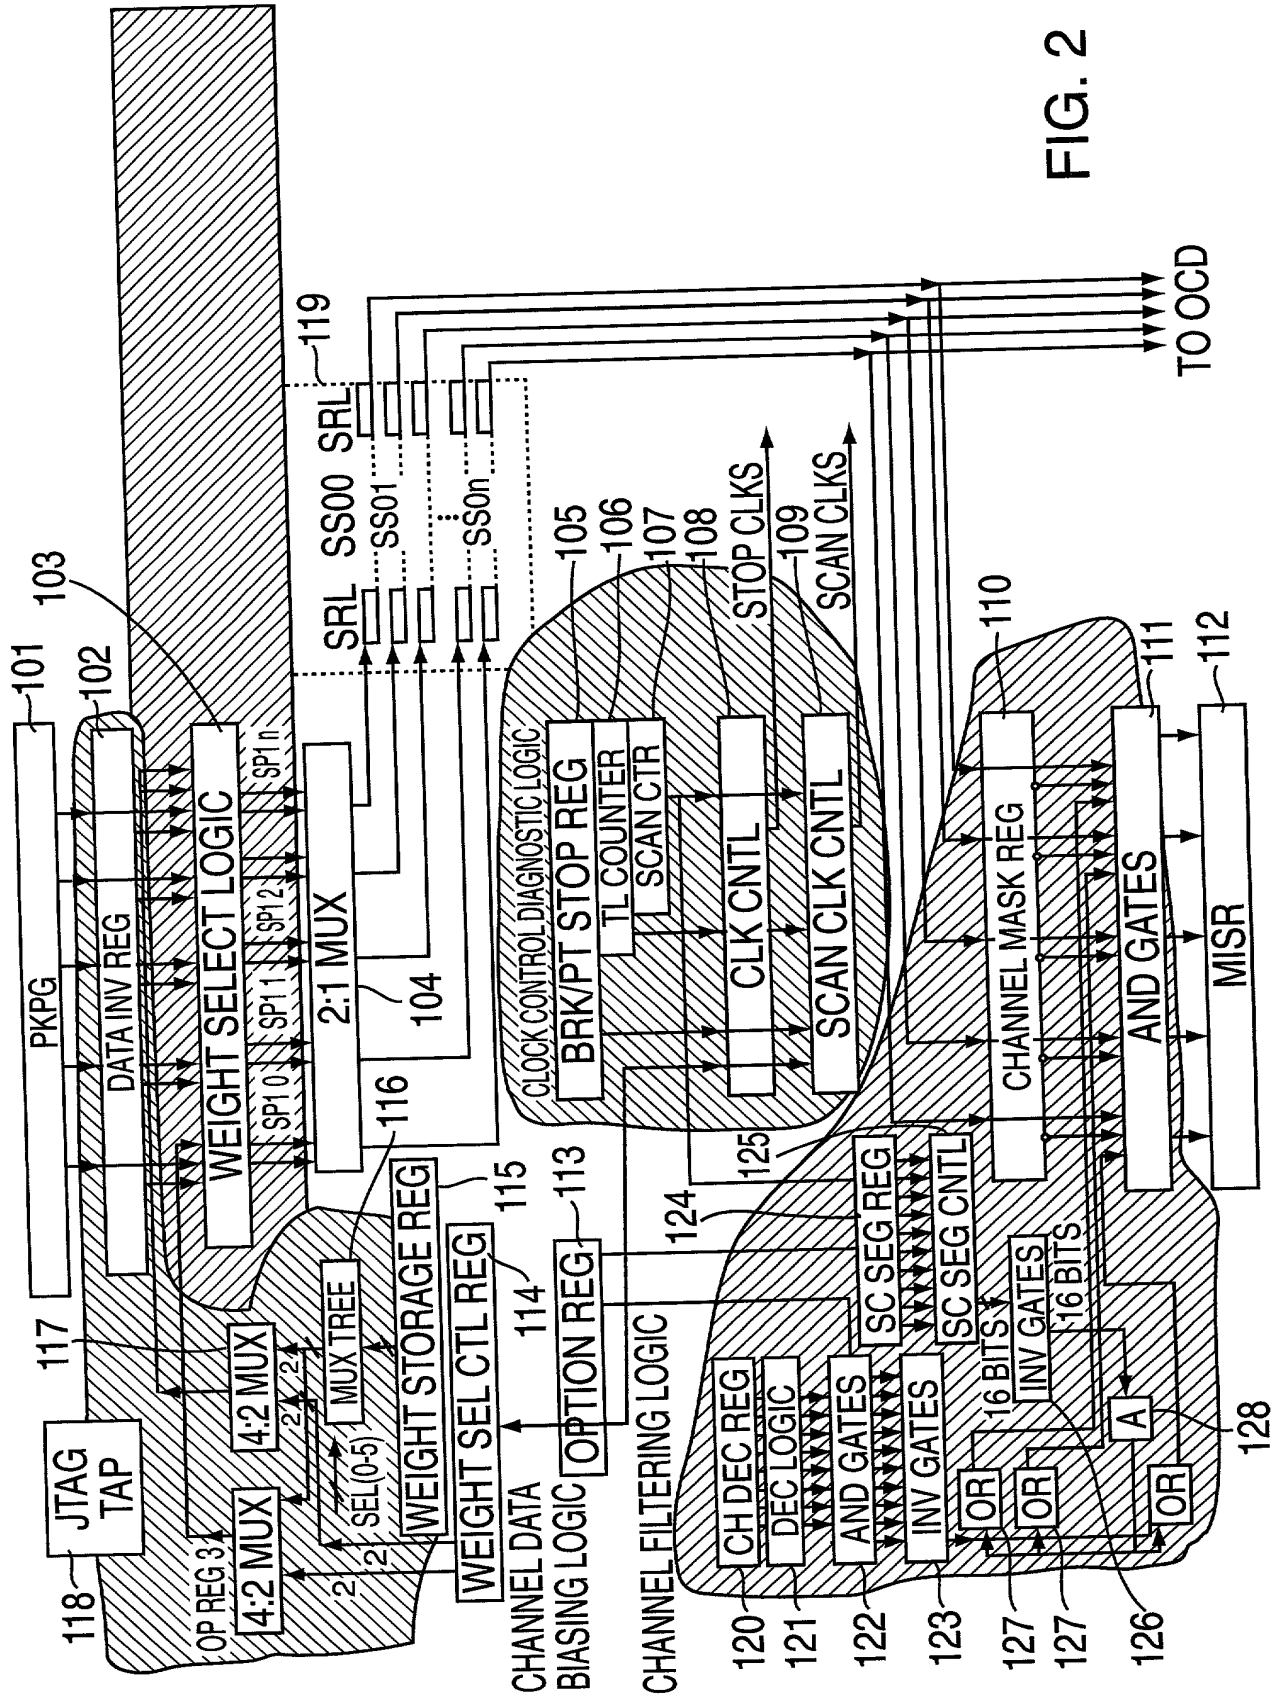 118
JTAG
TAP
OP REG 3
4:2 MUX
4:2 MUX
117
2
2
2
2
SEL(0-5)
MUX TREE
116
WEIGHT STORAGE REG
115
WEIGHT SEL CTL REG
114
CHANNEL DATA
BIASING LOGIC
OPTION REG
113
PKPG
101
DATA INV REG
102
WEIGHT SELECT LOGIC
103
SP1 0
SP1 1
SP1 2
SP1 n
2:1 MUX
104
SRL
SS00
SRL
119
SS01
SS0n
CLOCK CONTROL DIAGNOSTIC LOGIC
BRK/PT STOP REG
105
TL COUNTER
106
SCAN CTR
107
CLK CNTL
108
STOP CLKS
SCAN CLK CNTL
109
SCAN CLKS
TO OCD
CHANNEL FILTERING LOGIC
CH DEC REG
120
DEC LOGIC
121
AND GATES
122
INV GATES
123
SC SEG REG
124
SC SEG CNTL
125
16 BITS
INV GATES
16 BITS
126
OR
127
OR
127
A
128
OR
CHANNEL MASK REG
110
AND GATES
111
MISR
112
FIG. 2